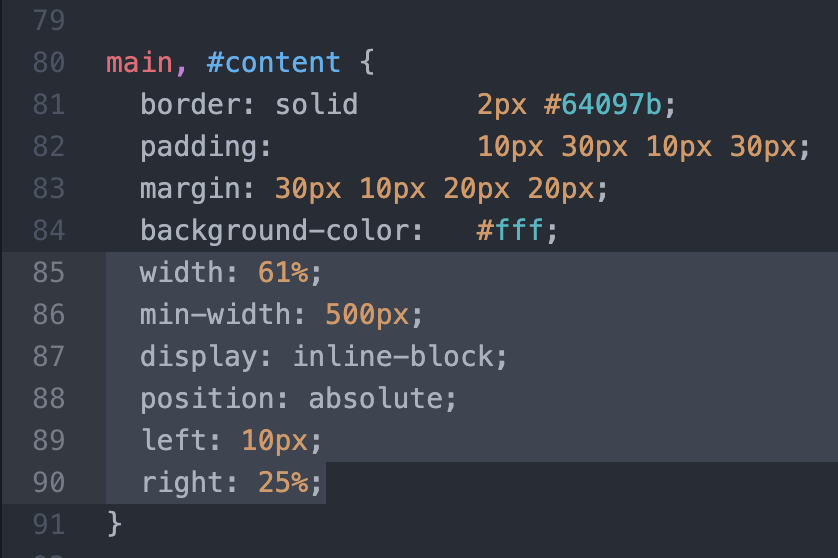 79
80 main, #content {
81 border: solid 2px #64097b;
82 padding: 10px 30px 10px 30px;
83 margin: 30px 10px 20px 20px;
84 background-color: #fff;
85 width: 61%;
86 min-width: 500px;
87 display: inline-block;
88 position: absolute;
89 left: 10px;
90 right: 25%;
91 }